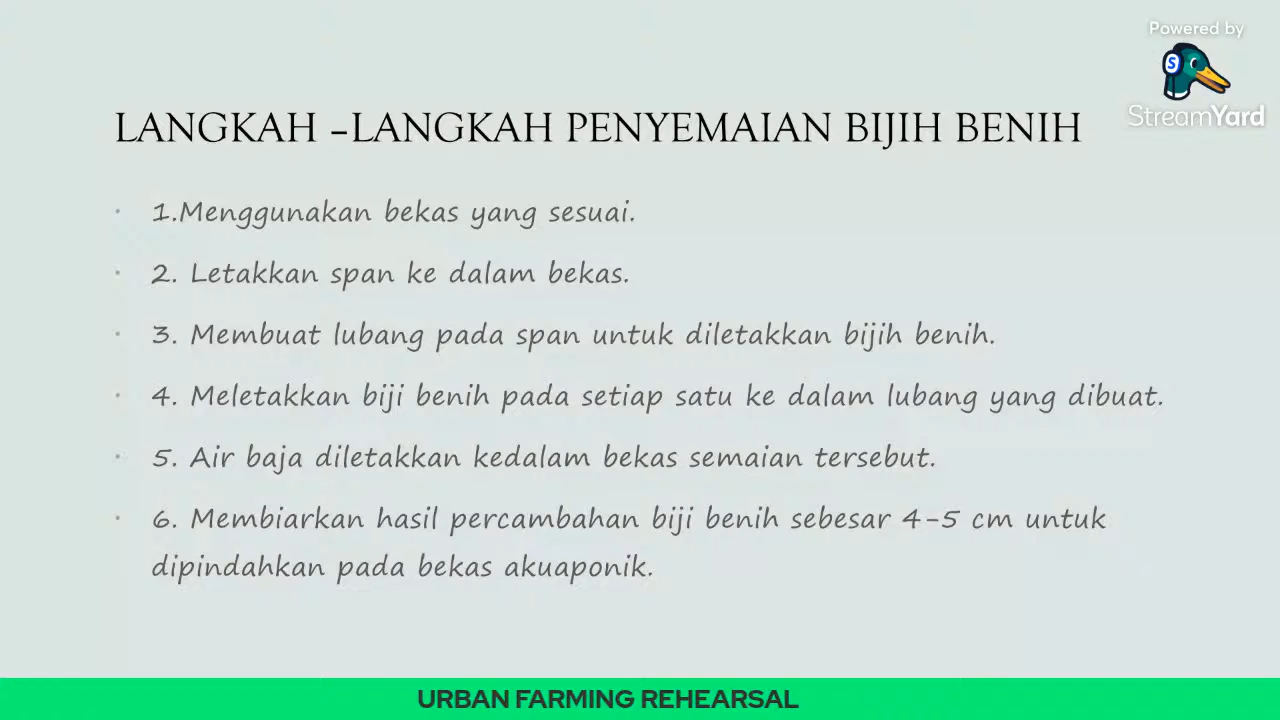 Powered by
StreamYard
LANGKAH –LANGKAH PENYEMAIAN BIJIH BENIH
• 1.Menggunakan bekas yang sesuai.
• 2. Letakkan span ke dalam bekas.
• 3. Membuat lubang pada span untuk diletakkan bijih benih.
• 4. Meletakkan biji benih pada setiap satu ke dalam lubang yang dibuat.
• 5. Air baja diletakkan kedalam bekas semaian tersebut.
• 6. Membiarkan hasil percambahan biji benih sebesar 4-5 cm untuk
dipindahkan pada bekas akuaponik.
URBAN FARMING REHEARSAL